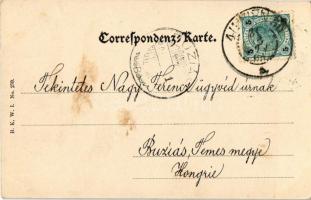 Correspondenz-Karte.
Tekintetes Nagy Ferencz ügyvéd urnak
Buziás, Temes megye
Hongrie
B. K. W. I.